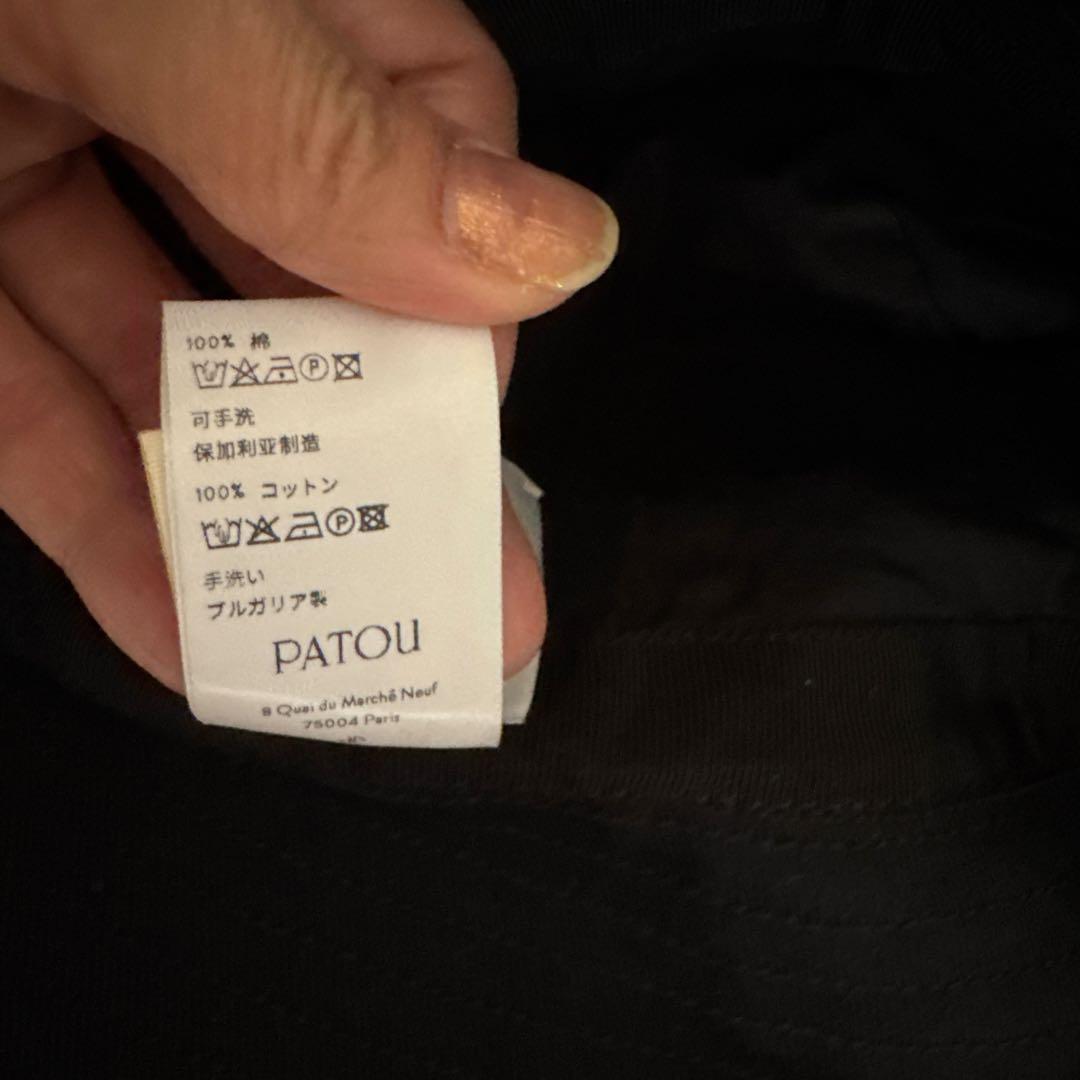 100% 棉
P
可手洗
保加利亚制造
100% コットン
P
手洗い
ブルガリア製
PATOU
8 Quai du Marché Neuf
75004 Paris